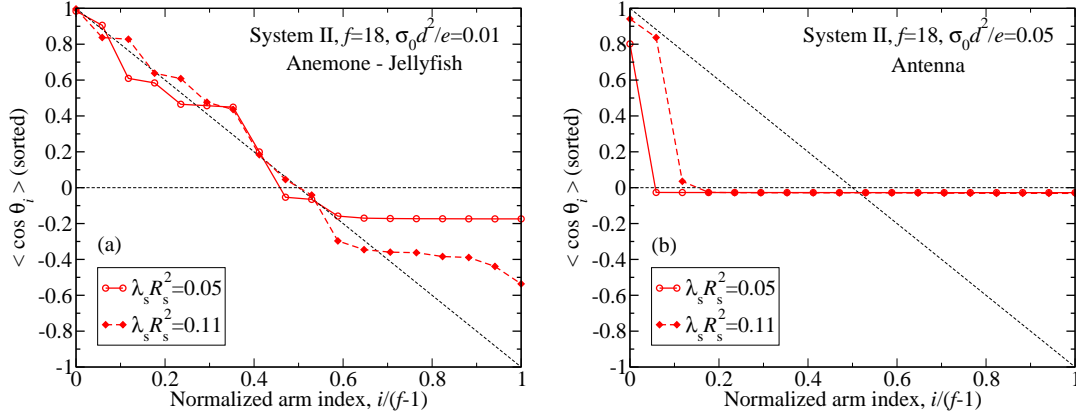 System II, f=18, σ₀d²/e=0.01
Anemone - Jellyfish
< cos θᵢ > (sorted)
1
0.8
0.6
0.4
0.2
0
-0.2
-0.4
-0.6
-0.8
-1
(a)
λₛRₛ²=0.05
λₛRₛ²=0.11
0 0.2 0.4 0.6 0.8 1
Normalized arm index, i/(f-1)
System II, f=18, σ₀d²/e=0.05
Antenna
< cos θᵢ > (sorted)
1
0.8
0.6
0.4
0.2
0
-0.2
-0.4
-0.6
-0.8
-1
(b)
λₛRₛ²=0.05
λₛRₛ²=0.11
0 0.2 0.4 0.6 0.8 1
Normalized arm index, i/(f-1)